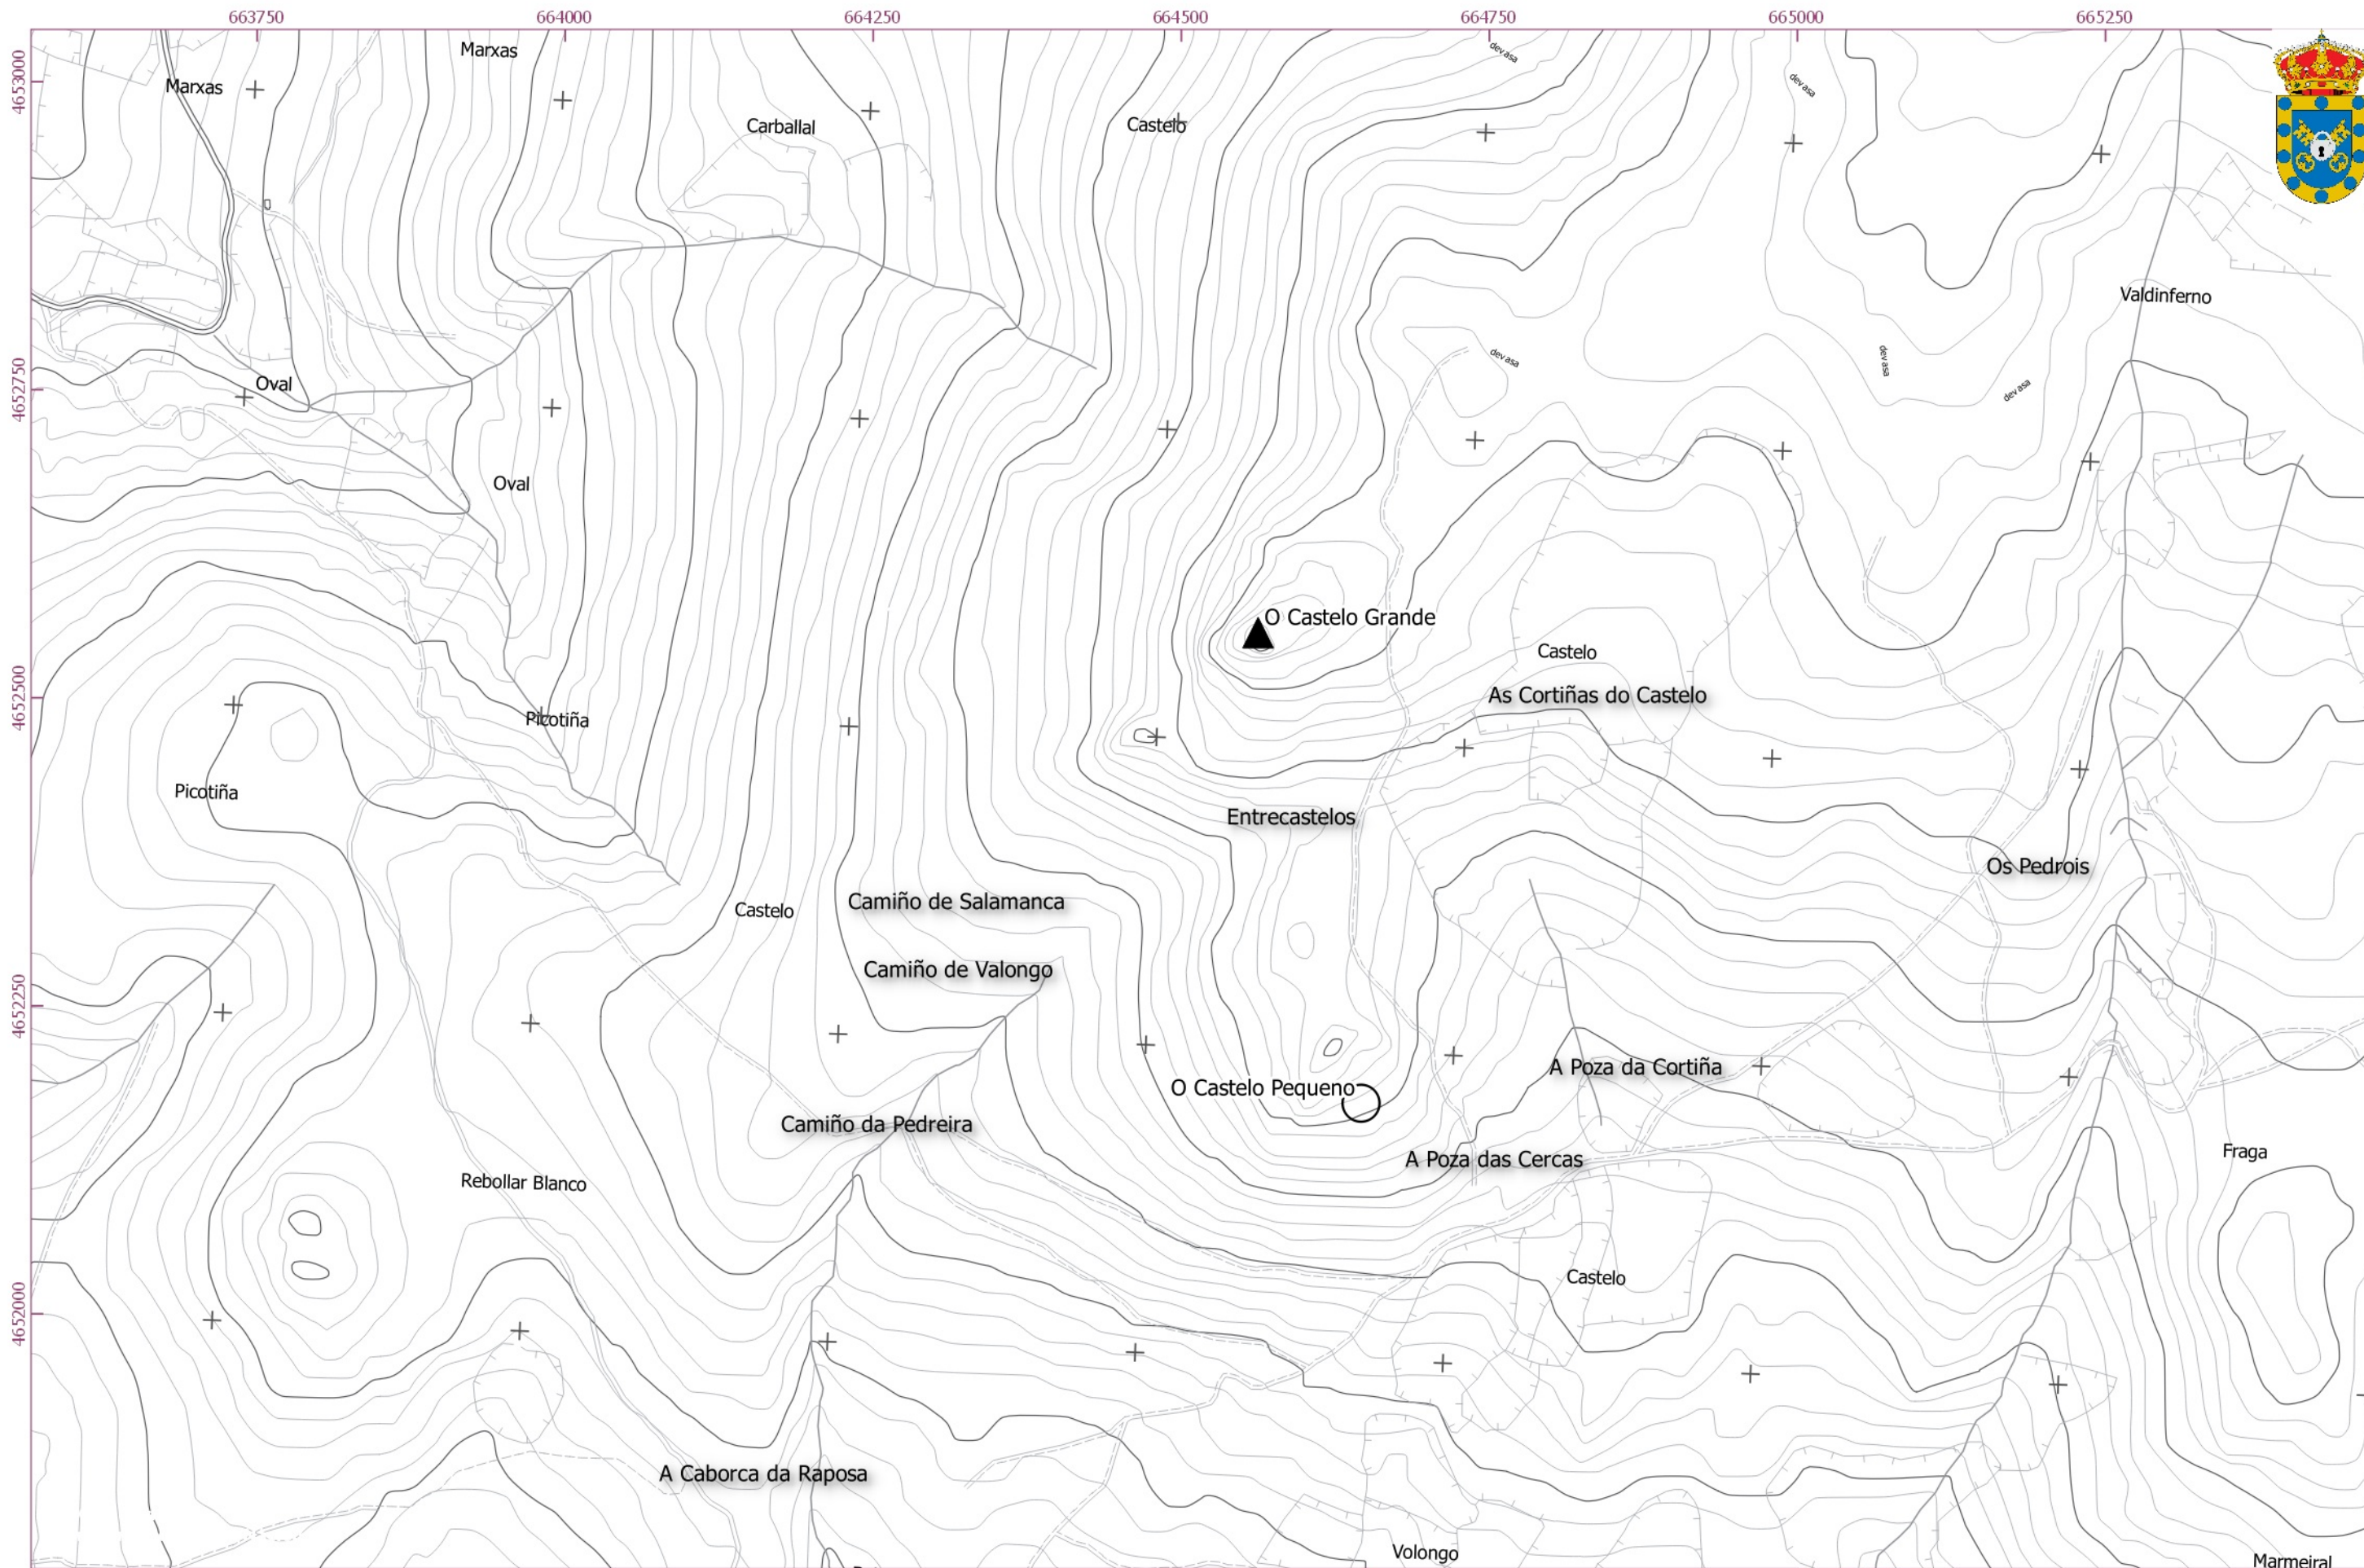 663750 664000 664250 664500 664750 665000 665250
4653000
4652750
4652500
4652250
4652000
Marxas
devasa
Marxas
devasa
Castelo
Carballal
Valdinferno
devasa
devasa
Oval
devasa
Oval
O Castelo Grande
Castelo
As Cortiñas do Castelo
Picotiña
Picotiña
Entrecastelos
Os Pedrois
Camiño de Salamanca
Castelo
Camiño de Valongo
A Poza da Cortiña
O Castelo Pequeno
Camiño da Pedreira
Fraga
A Poza das Cercas
Rebollar Blanco
Castelo
A Caborca da Raposa
Volongo
Marmeiral